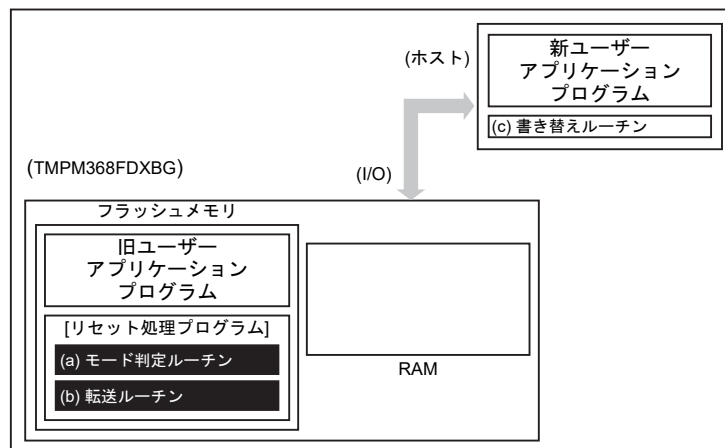 (ホスト)
新ユーザー
アプリケーション
プログラム
(c) 書き替えルーチン
(TMPM368FDXBG)
(I/O)
フラッシュメモリ
旧ユーザー
アプリケーション
プログラム
[リセット処理プログラム]
(a) モード判定ルーチン
(b) 転送ルーチン
RAM